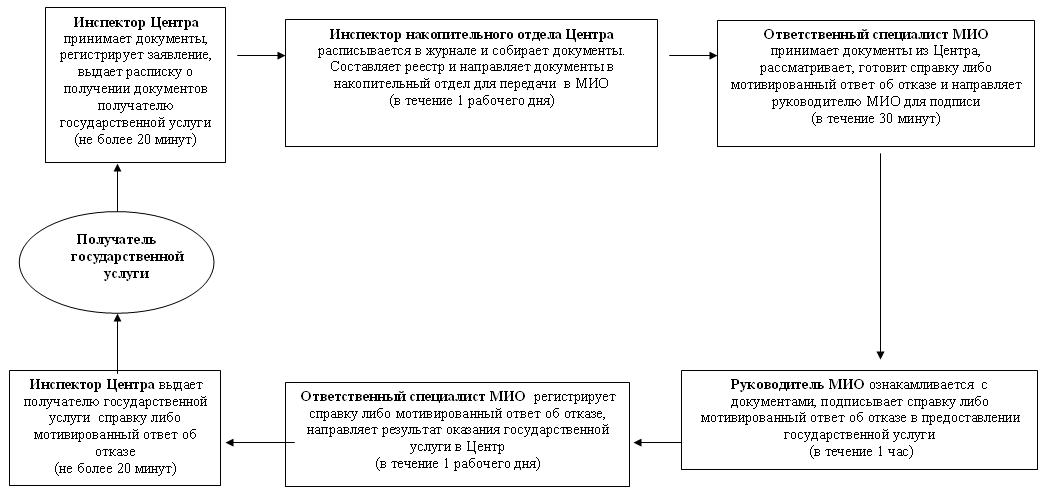 Инспектор Центра
принимает документы,
регистрирует заявление,
выдает расписку о
получении документов
получателю
государственной услуги
(не более 20 минут)
Инспектор накопительного отдела Центра
расписывается в журнале и собирает документы.
Составляет реестр и направляет документы в
накопительный отдел для передачи в МИО
(в течение 1 рабочего дня)
Ответственный специалист МИО
принимает документы из Центра,
рассматривает, готовит справку либо
мотивированный ответ об отказе и направляет
руководителю МИО для подписи
(в течение 30 минут)
Получатель
государственной
услуги
Инспектор Центра выдает
получателю государственной
услуги справку либо
мотивированный ответ об
отказе
(не более 20 минут)
Ответственный специалист МИО регистрирует
справку либо мотивированный ответ об отказе,
направляет результат оказания государственной
услуги в Центр
(в течение 1 рабочего дня)
Руководитель МИО ознакамливается с
документами, подписывает справку либо
мотивированный ответ об отказе в предоставлении
государственной услуги
(в течение 1 час)